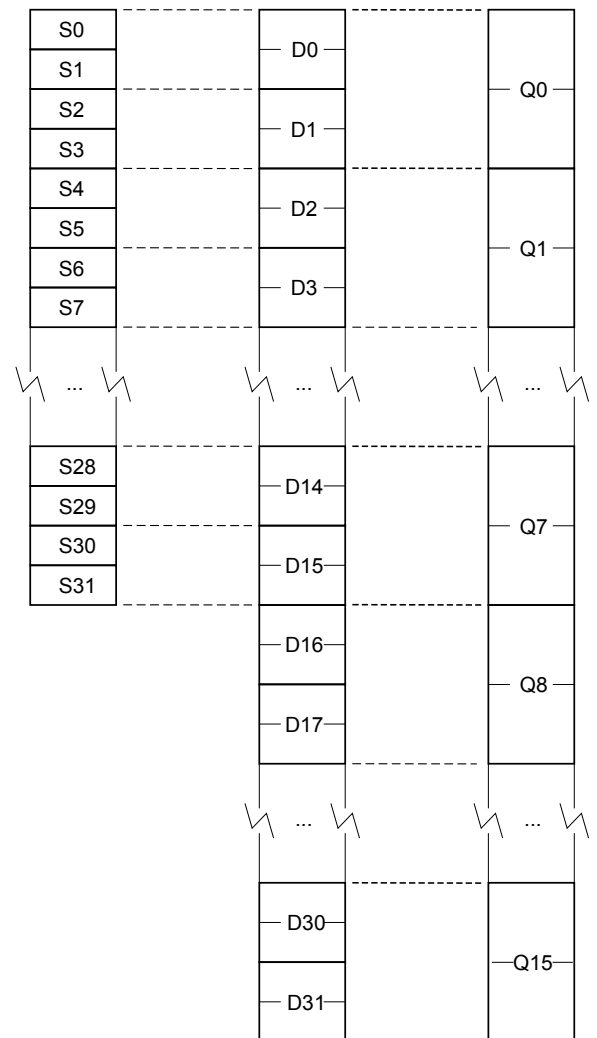 S0
S1
S2
S3
S4
S5
S6
S7
...
S28
S29
S30
S31
D0
D1
D2
D3
...
D14
D15
D16
D17
...
D30
D31
Q0
Q1
...
Q7
Q8
...
Q15